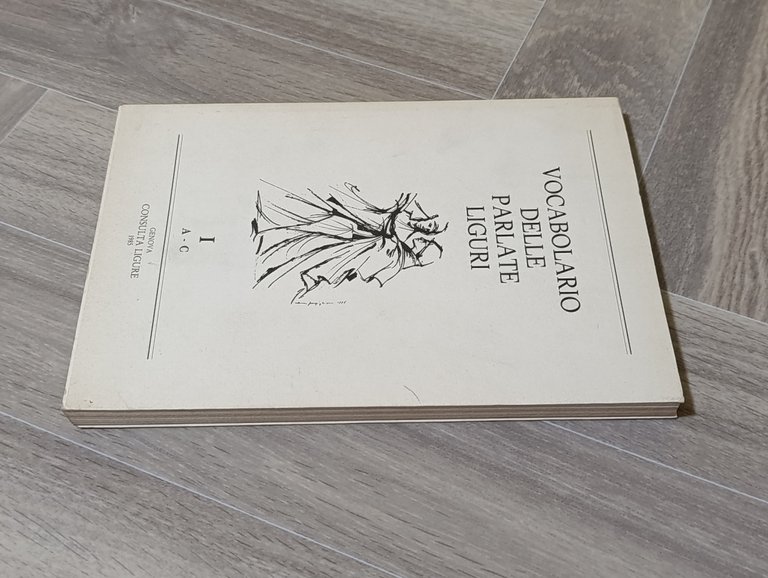 VOCABOLARIO
DELLE
PARLATE
LIGURI
I
A - C
GENOVA
CONSULTA LIGURE
1985